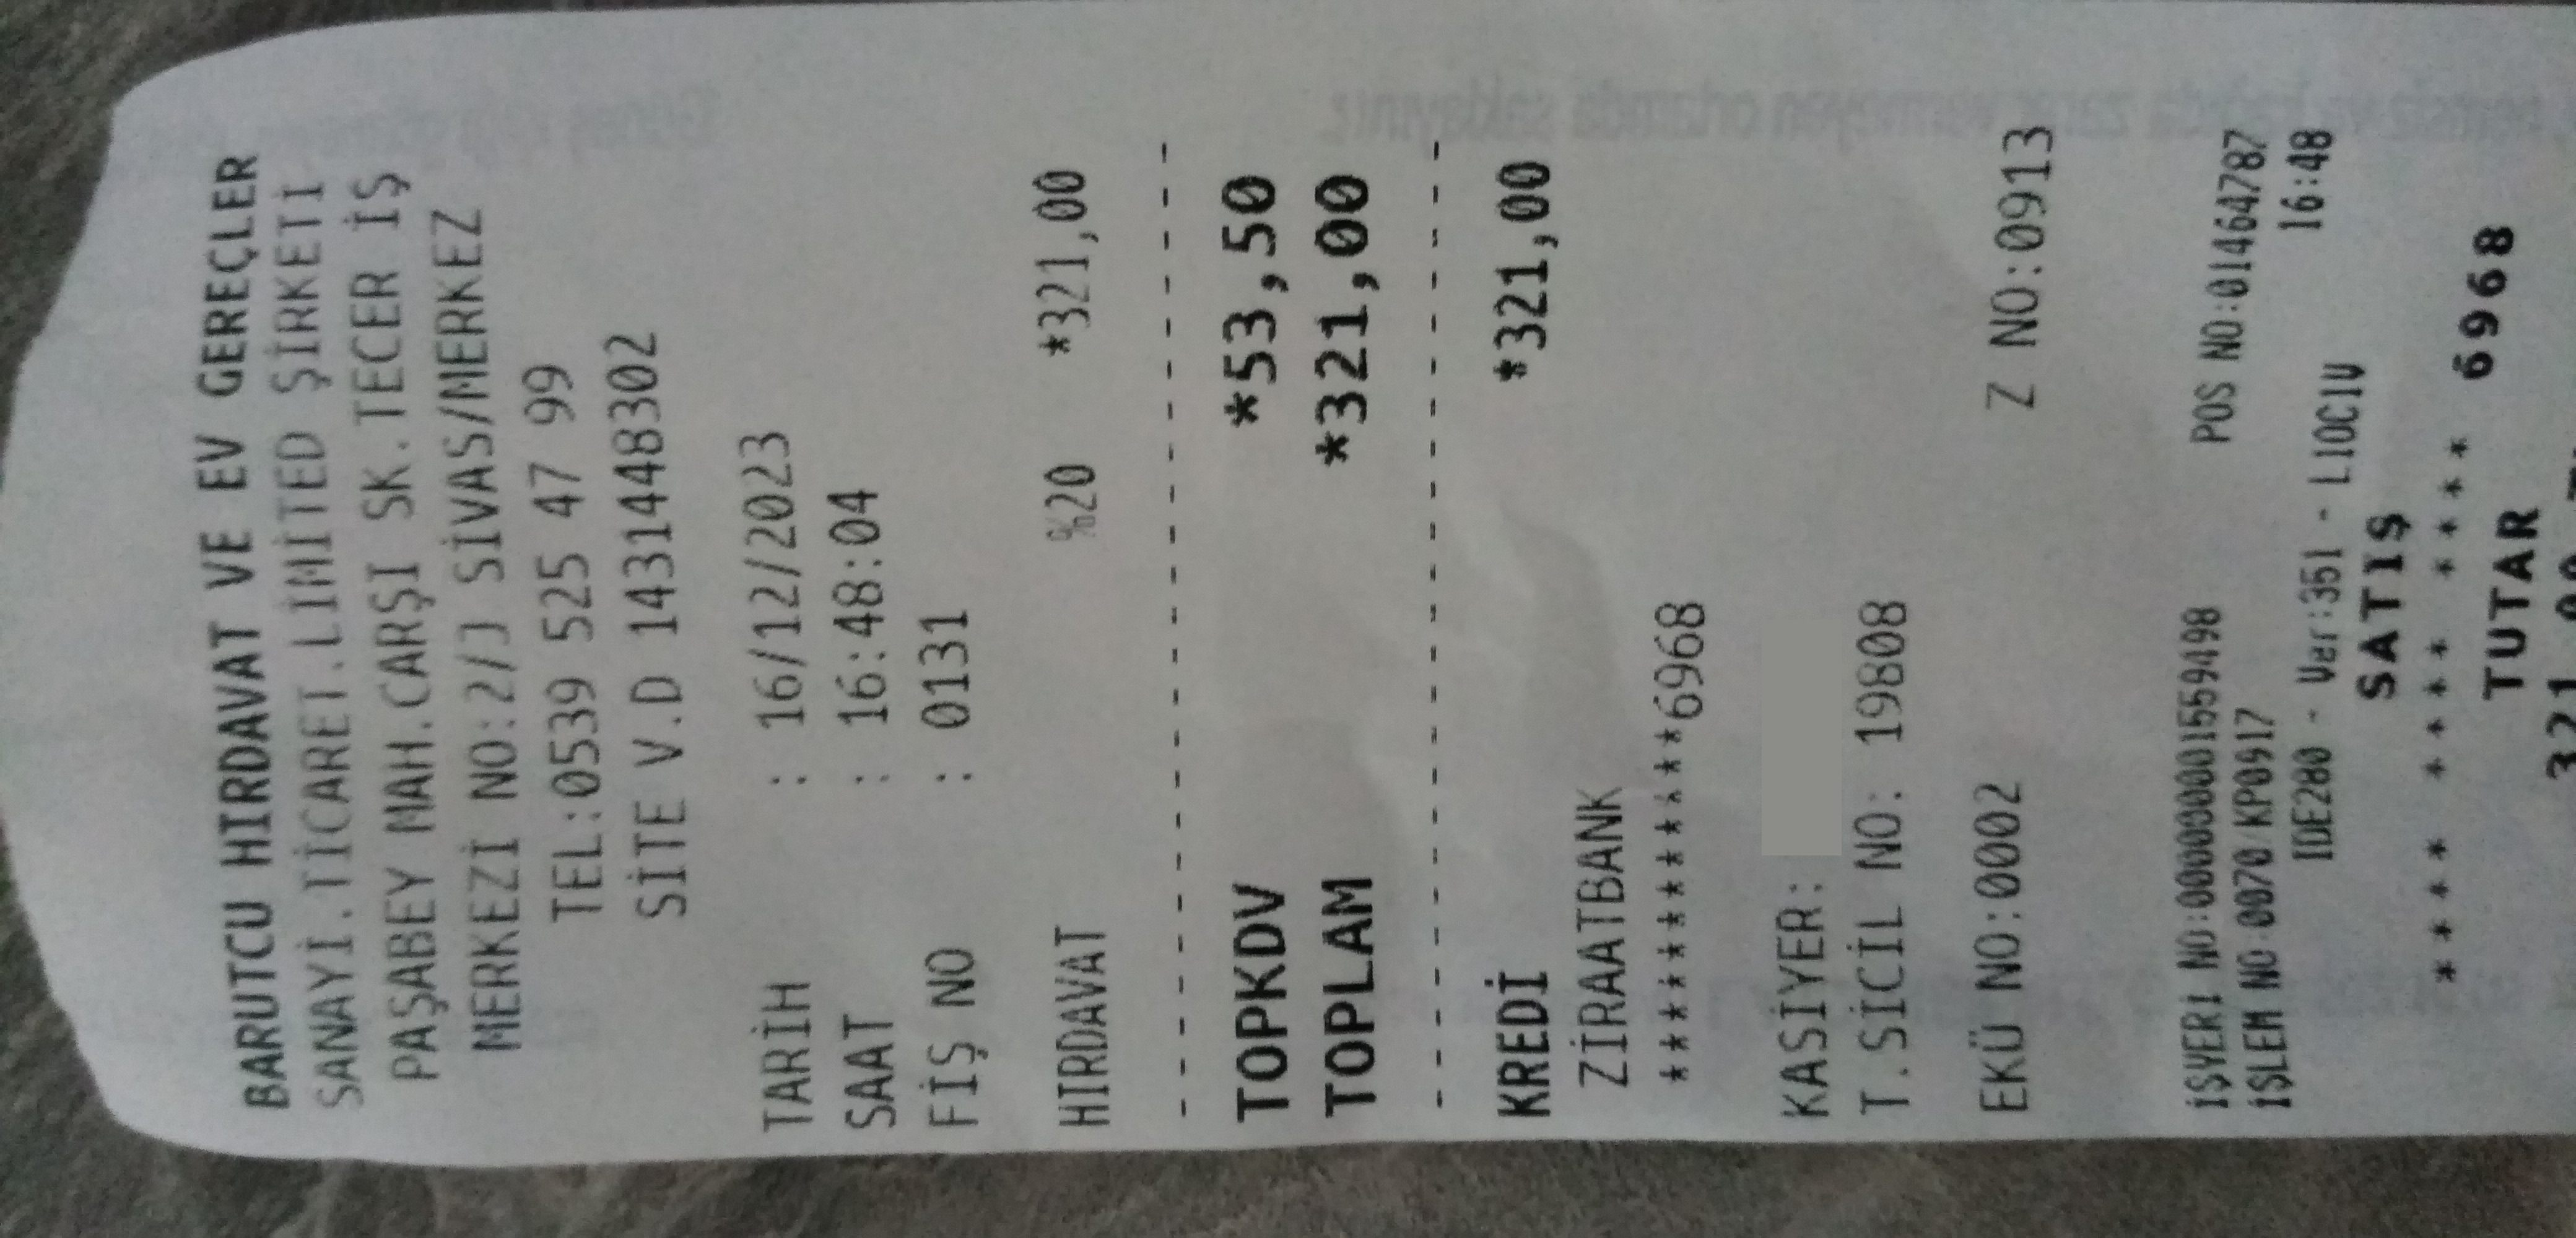 BARUTCU HIRDAVAT VE EV GEREÇLER
SANAYİ.TİCARET.LİMİTED ŞİRKETİ
PAŞABEY MAH.CARŞI SK.TECER İŞ
MERKEZİ NO:2/J SİVAS/MERKEZ
TEL:0539 525 47 99
SİTE V.D 1431448302
TARİH : 16/12/2023
SAAT : 16:48:04
FİŞ NO : 0131
HIRDAVAT %20 *321,00
TOPKDV *53,50
TOPLAM *321,00
KREDİ *321,00
ZİRAATBANK
************6968
KASİYER:
T.SİCİL NO: 19808
EKÜ NO:0002 Z NO:0913
İŞYERİ NO:000000001559498 POS NO:01464787
İŞLEM NO 0070/KP0917 16:48
IDE280 - Ver:351 - L10C1V
SATIŞ
**** **** **** 6968
TUTAR